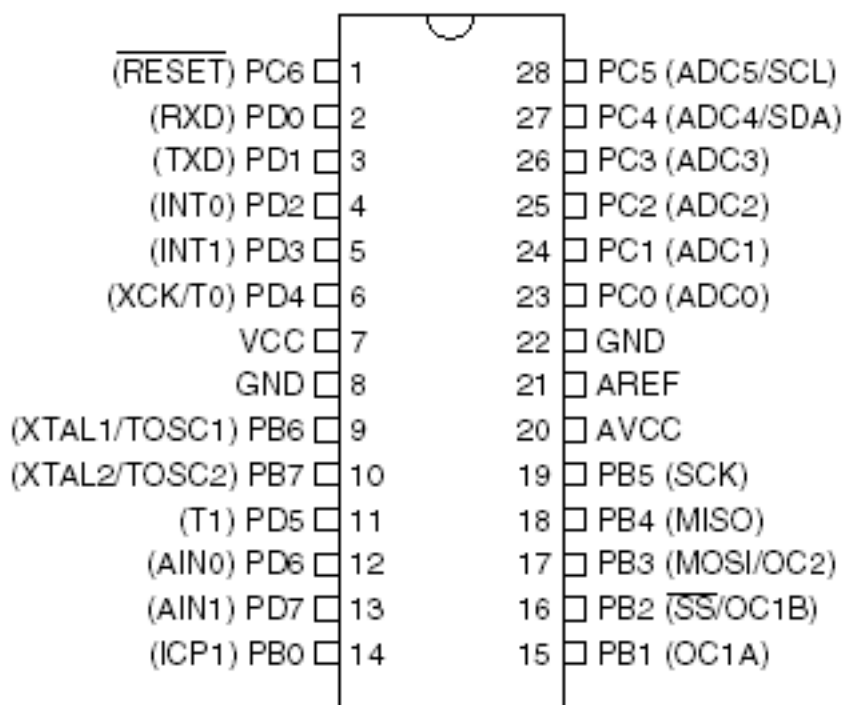 (RESET) PC6 1 28 PC5 (ADC5/SCL)
(RXD) PD0 2 27 PC4 (ADC4/SDA)
(TXD) PD1 3 26 PC3 (ADC3)
(INT0) PD2 4 25 PC2 (ADC2)
(INT1) PD3 5 24 PC1 (ADC1)
(XCK/T0) PD4 6 23 PC0 (ADC0)
VCC 7 22 GND
GND 8 21 AREF
(XTAL1/TOSC1) PB6 9 20 AVCC
(XTAL2/TOSC2) PB7 10 19 PB5 (SCK)
(T1) PD5 11 18 PB4 (MISO)
(AIN0) PD6 12 17 PB3 (MOSI/OC2)
(AIN1) PD7 13 16 PB2 (SS/OC1B)
(ICP1) PB0 14 15 PB1 (OC1A)